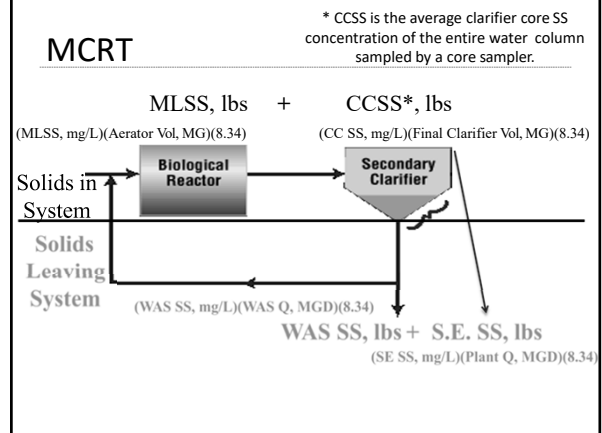 * CCSS is the average clarifier core SS
concentration of the entire water column
sampled by a core sampler.
MCRT
MLSS, lbs + CCSS*, lbs
(MLSS, mg/L)(Aerator Vol, MG)(8.34)
(CC SS, mg/L)(Final Clarifier Vol, MG)(8.34)
Biological
Reactor
Secondary
Clarifier
Solids in
System
Solids
Leaving
System
(WAS SS, mg/L)(WAS Q, MGD)(8.34)
WAS SS, lbs + S.E. SS, lbs
(SE SS, mg/L)(Plant Q, MGD)(8.34)